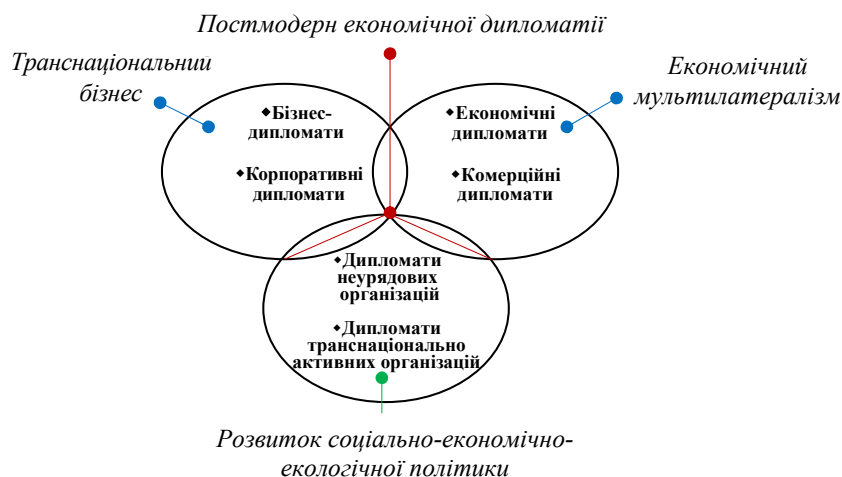 Постмодерн економічної дипломатії
Транснаціональний
бізнес
Економічний
мультилатералізм
◆Бізнес-
дипломати
◆Корпоративні
дипломати
◆Економічні
дипломати
◆Комерційні
дипломати
◆Дипломати
неурядових
організацій
◆Дипломати
транснаціонально
активних організацій
Розвиток соціально-економічно-
екологічної політики